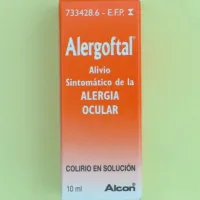 733428.6 - E.F.P. I
Alergoftal®
Alivio
Sintomático de la
ALERGIA
OCULAR
COLIRIO EN SOLUCIÓN
10 ml
Alcon®